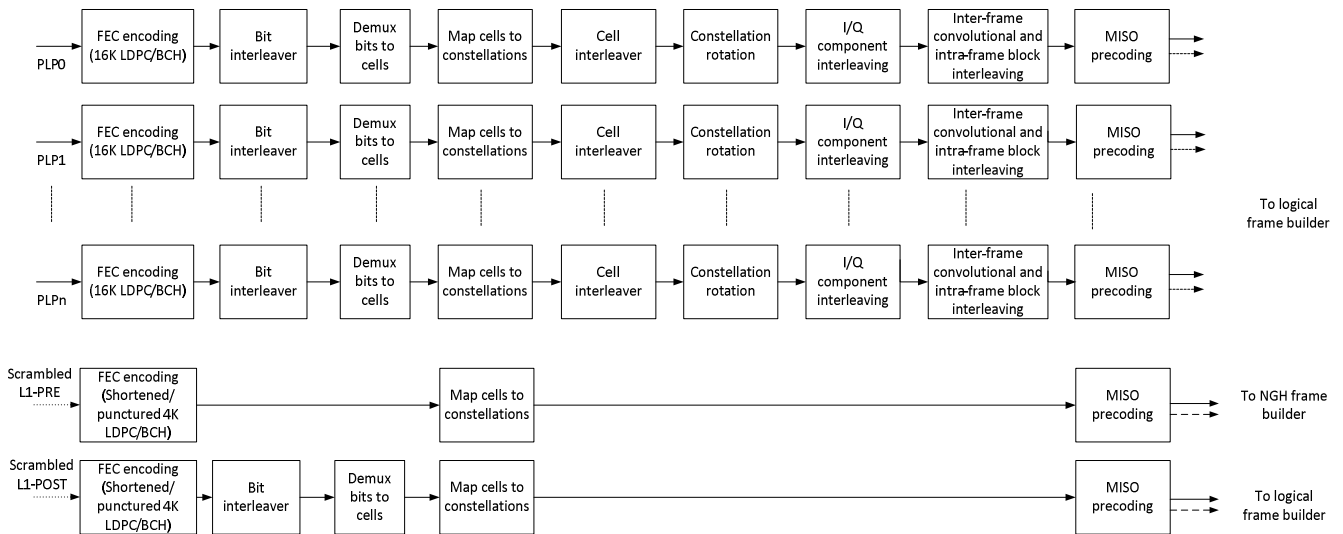 PLP0
FEC encoding
(16K LDPC/BCH)
Bit
interleaver
Demux
bits to
cells
Map cells to
constellations
Cell
interleaver
Constellation
rotation
I/Q
component
interleaving
Inter-frame
convolutional and
intra-frame block
interleaving
MISO
precoding
PLP1
FEC encoding
(16K LDPC/BCH)
Bit
interleaver
Demux
bits to
cells
Map cells to
constellations
Cell
interleaver
Constellation
rotation
I/Q
component
interleaving
Inter-frame
convolutional and
intra-frame block
interleaving
MISO
precoding
To logical
frame builder
PLPn
FEC encoding
(16K LDPC/BCH)
Bit
interleaver
Demux
bits to
cells
Map cells to
constellations
Cell
interleaver
Constellation
rotation
I/Q
component
interleaving
Inter-frame
convolutional and
intra-frame block
interleaving
MISO
precoding
Scrambled
L1-PRE
FEC encoding
(Shortened/
punctured 4K
LDPC/BCH)
Map cells to
constellations
MISO
precoding
To NGH frame
builder
Scrambled
L1-POST
FEC encoding
(Shortened/
punctured 4K
LDPC/BCH)
Bit
interleaver
Demux
bits to
cells
Map cells to
constellations
MISO
precoding
To logical
frame builder